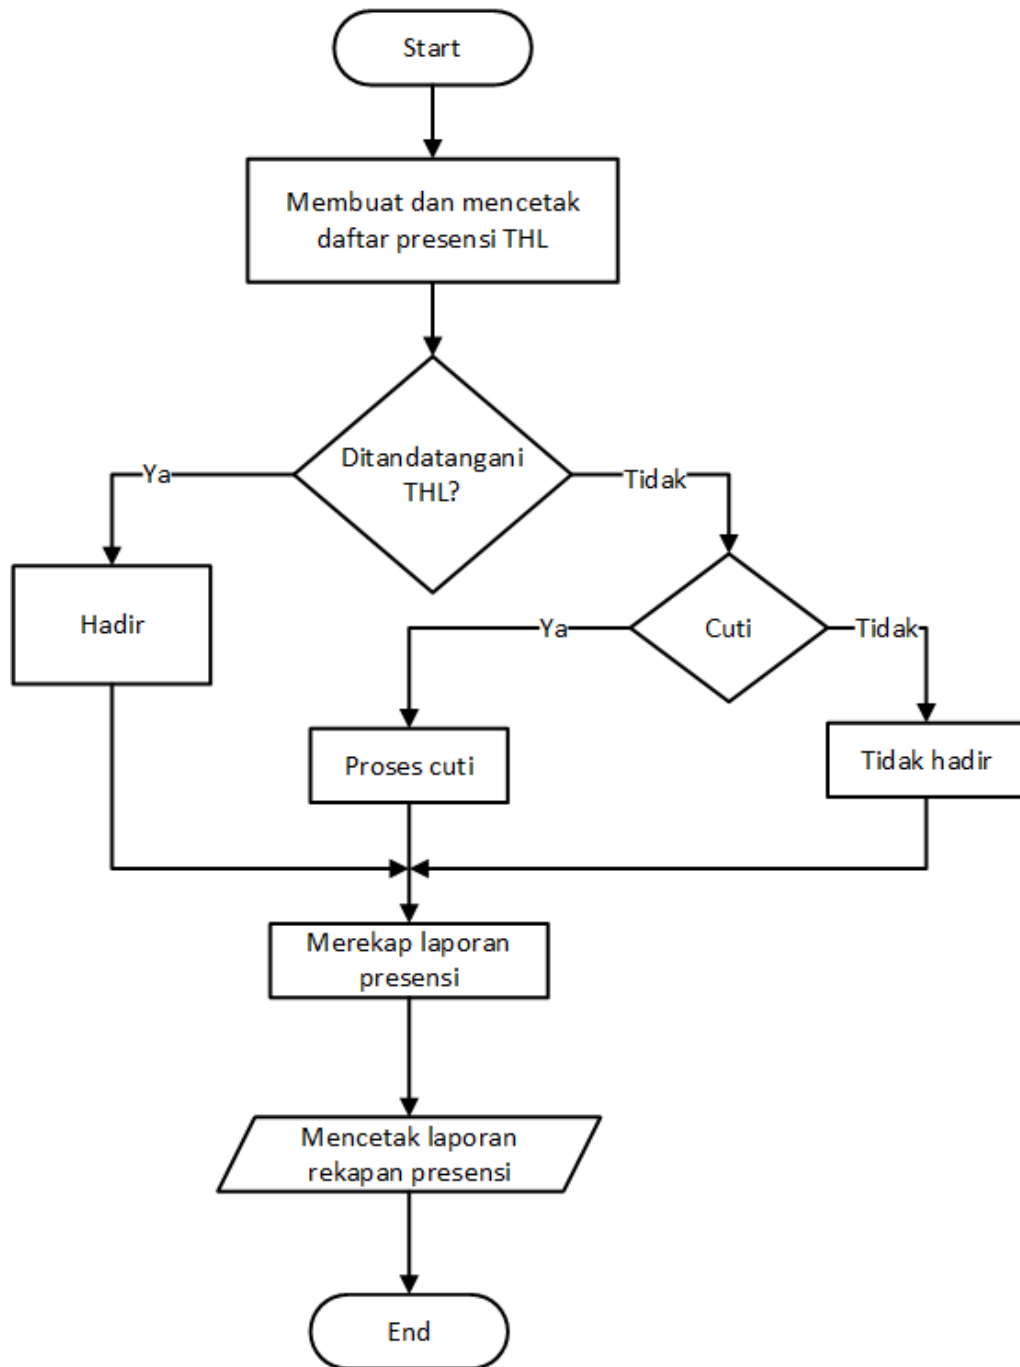 Start
Membuat dan mencetak
daftar presensi THL
Ditandatangani
THL?
Ya
Tidak
Hadir
Cuti
Ya
Tidak
Proses cuti
Tidak hadir
Merekap laporan
presensi
Mencetak laporan
rekapan presensi
End